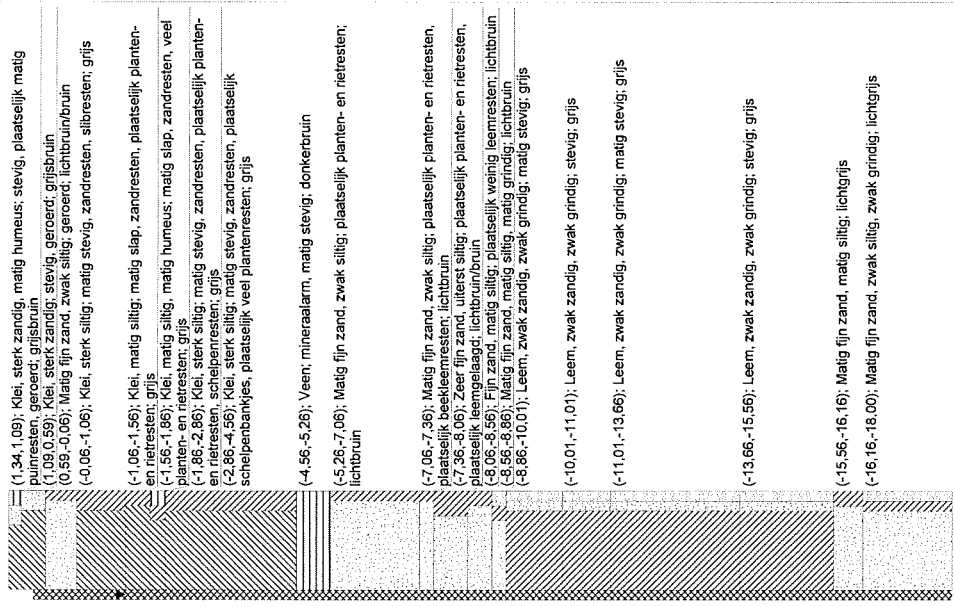 (1,34,1,09); Klei, sterk zandig, matig humeus; stevig, plaatselijk matig
puinresten, geroerd; grijsbruin
(1,09,0,59); Klei, sterk zandig; stevig, geroerd; grijsbruin
(0,59,-0,06); Matig fijn zand, zwak siltig; geroerd; lichtbruin/bruin
(-0,06,-1,06); Klei, sterk siltig; matig stevig, zandresten, slibresten; grijs
(-1,06,-1,56); Klei, matig siltig; matig slap, zandresten, plaatselijk planten-
en rietresten; grijs
(-1,56,-1,86); Klei, matig siltig, matig humeus; matig slap, zandresten, veel
planten- en rietresten; grijs
(-1,86,-2,86); Klei, sterk siltig; matig stevig, zandresten, plaatselijk planten-
en rietresten, schelpenresten; grijs
(-2,86,-4,56); Klei, sterk siltig; matig stevig, zandresten, plaatselijk
schelpenbankjes, plaatselijk veel plantenresten; grijs
(-4,56,-5,26); Veen; mineraalarm, matig stevig; donkerbruin
(-5,26,-7,06); Matig fijn zand, zwak siltig; plaatselijk planten- en rietresten;
lichtbruin
(-7,06,-7,36); Matig fijn zand, zwak siltig; plaatselijk planten- en rietresten,
plaatselijk beekleemresten; lichtbruin
(-7,36,-8,06); Zeer fijn zand, uiterst siltig; plaatselijk planten- en rietresten,
plaatselijk leemgelaagd; lichtbruin/bruin
(-8,06,-8,56); Fijn zand, matig siltig; plaatselijk weinig leemresten; lichtbruin
(-8,56,-8,86); Matig fijn zand, matig siltig, matig grindig; lichtbruin
(-8,86,-10,01); Leem, zwak zandig, zwak grindig; matig stevig; grijs
(-10,01,-11,01); Leem, zwak zandig, zwak grindig; stevig; grijs
(-11,01,-13,66); Leem, zwak zandig, zwak grindig; matig stevig; grijs
(-13,66,-15,56); Leem, zwak zandig, zwak grindig; stevig; grijs
(-15,56,-16,16); Matig fijn zand, matig siltig; lichtgrijs
(-16,16,-18,00); Matig fijn zand, zwak siltig, zwak grindig; lichtgrijs